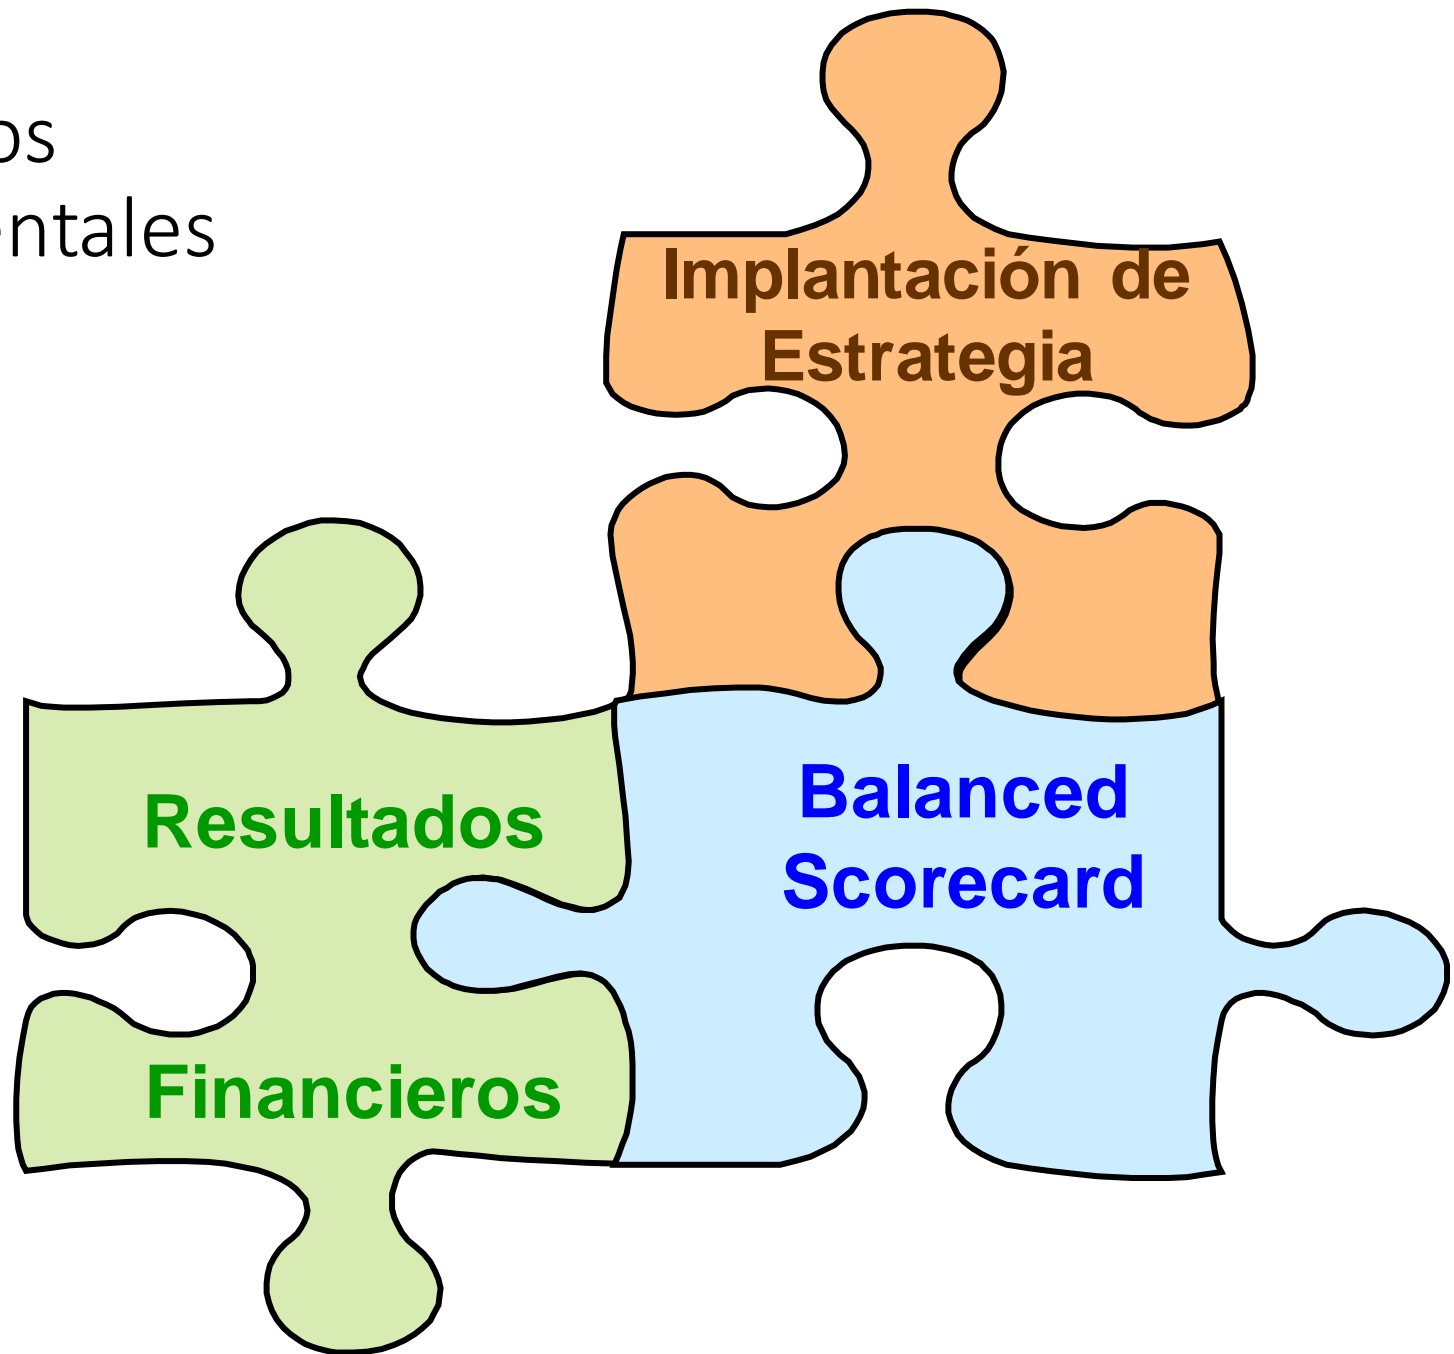 os
entales
Implantación de
Estrategia
Resultados
Financieros
Balanced
Scorecard